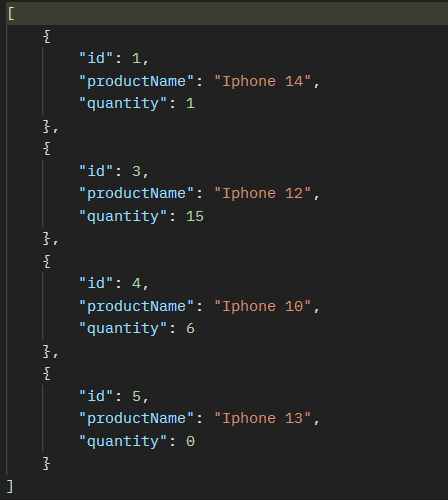 [
    {
        "id": 1,
        "productName": "Iphone 14",
        "quantity": 1
    },
    {
        "id": 3,
        "productName": "Iphone 12",
        "quantity": 15
    },
    {
        "id": 4,
        "productName": "Iphone 10",
        "quantity": 6
    },
    {
        "id": 5,
        "productName": "Iphone 13",
        "quantity": 0
    }
]